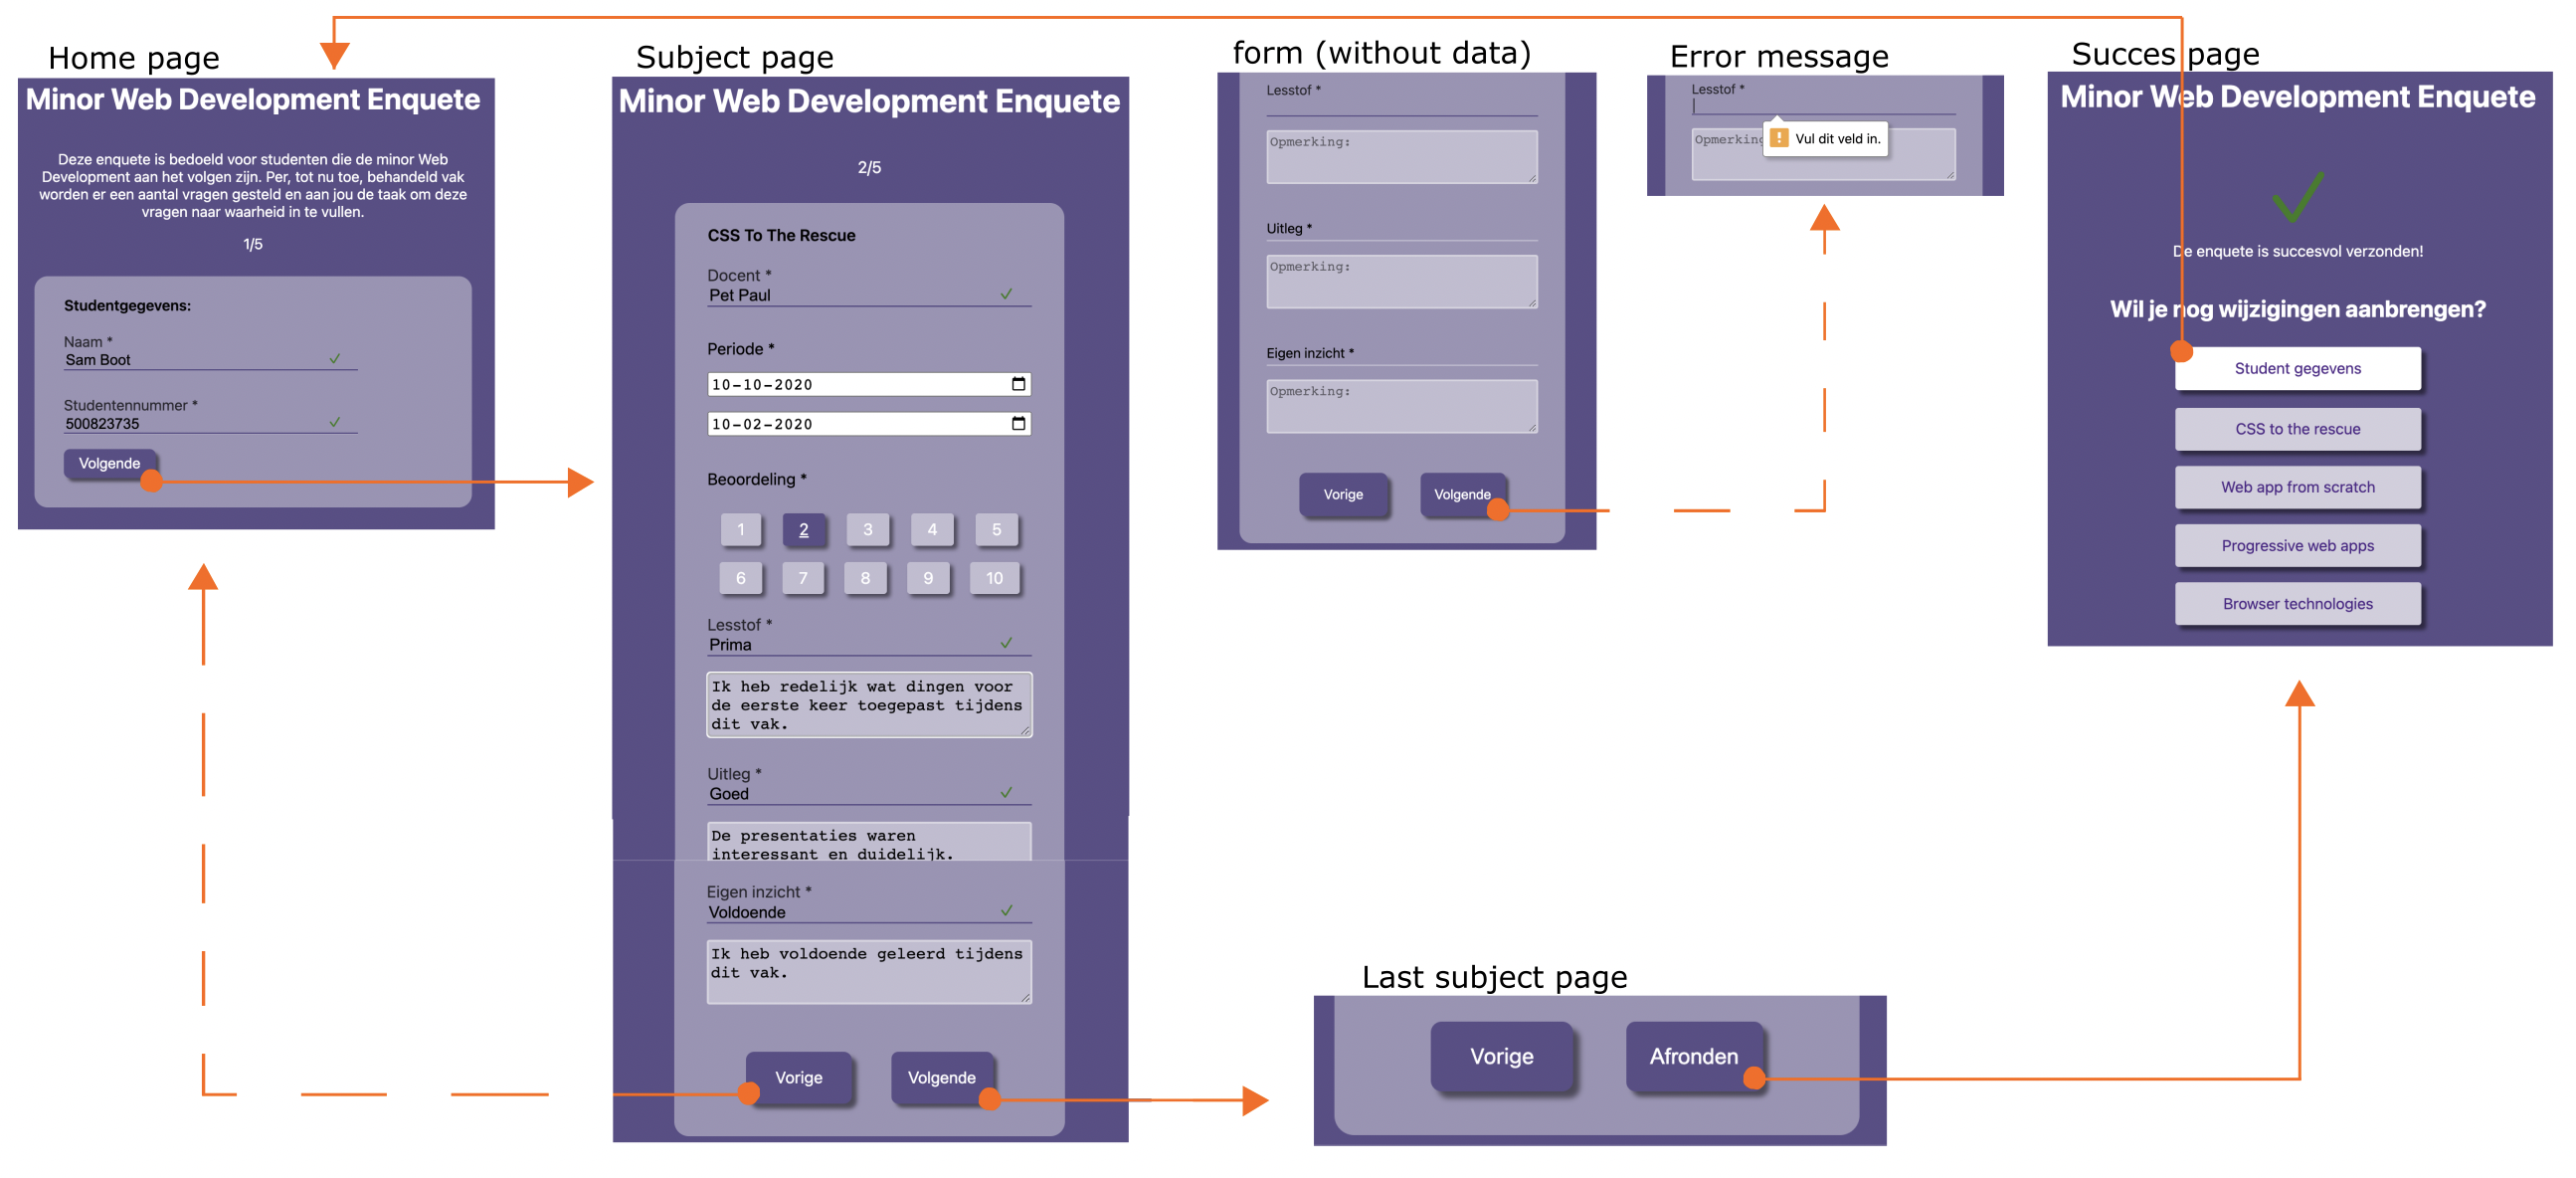 Home page
Minor Web Development Enquete
Deze enquete is bedoeld voor studenten die de minor Web
Development aan het volgen zijn. Per, tot nu toe, behandeld vak
worden er een aantal vragen gesteld en aan jou de taak om deze
vragen naar waarheid in te vullen.
1/5
Studentgegevens:
Naam *
Sam Boot
Studentennummer *
500823735
Volgende
Subject page
Minor Web Development Enquete
2/5
CSS To The Rescue
Docent *
Pet Paul
Periode *
10-10-2020
10-02-2020
Beoordeling *
1 2 3 4 5
6 7 8 9 10
Lesstof *
Prima
Ik heb redelijk wat dingen voor
de eerste keer toegepast tijdens
dit vak.
Uitleg *
Goed
De presentaties waren
interessant en duidelijk.
Eigen inzicht *
Voldoende
Ik heb voldoende geleerd tijdens
dit vak.
Vorige Volgende
form (without data)
Lesstof *
Opmerking:
Uitleg *
Opmerking:
Eigen inzicht *
Opmerking:
Vorige Volgende
Error message
Lesstof *
Opmerking
Vul dit veld in.
Last subject page
Vorige Afronden
Succes page
Minor Web Development Enquete
De enquete is succesvol verzonden!
Wil je nog wijzigingen aanbrengen?
Student gegevens
CSS to the rescue
Web app from scratch
Progressive web apps
Browser technologies